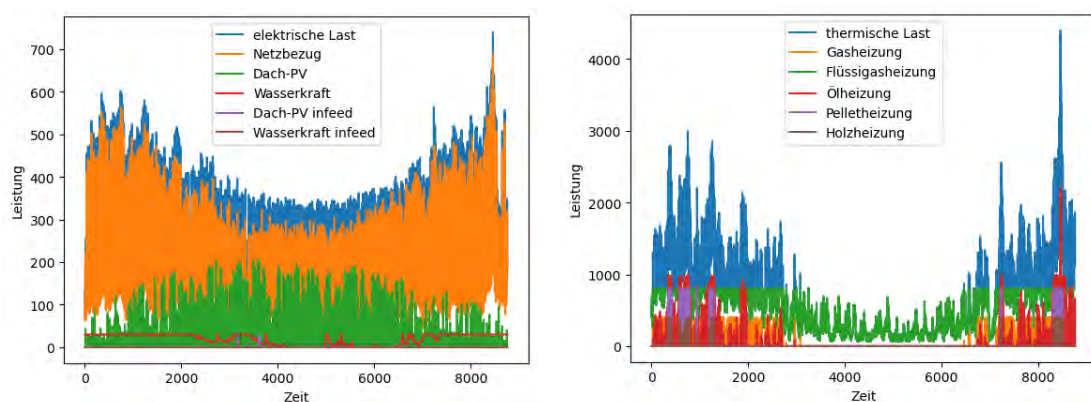 700
600
500
400
300
200
100
0
Leistung
elektrische Last
Netzbezug
Dach-PV
Wasserkraft
Dach-PV infeed
Wasserkraft infeed
0 2000 4000 6000 8000
Zeit
4000
3000
2000
1000
0
Leistung
thermische Last
Gasheizung
Flüssigasheizung
Ölheizung
Pelletheizung
Holzheizung
0 2000 4000 6000 8000
Zeit